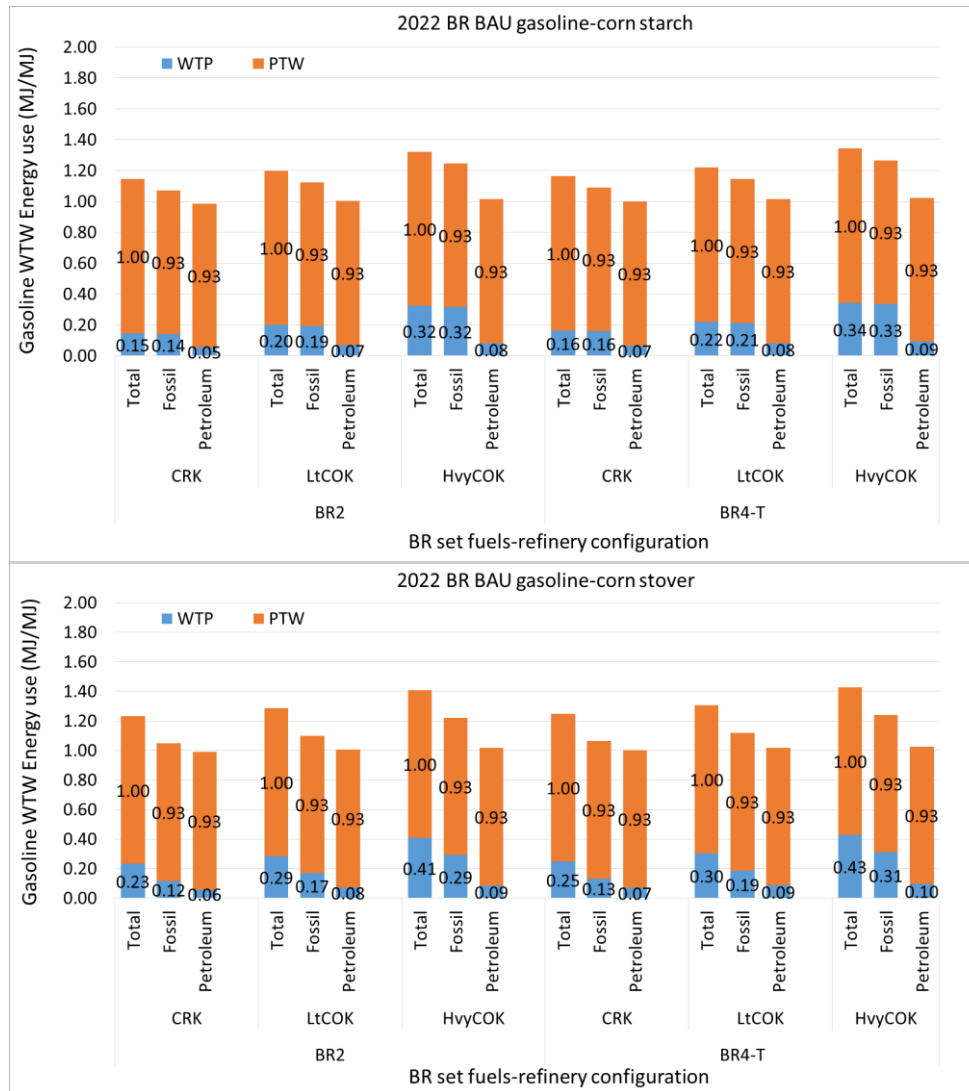 2022 BR BAU gasoline-corn starch
Gasoline WTW Energy use (MJ/MJ)
WTP PTW
2.00
1.80
1.60
1.40
1.20
1.00
0.80
0.60
0.40
0.20
0.00
1.00 0.93 0.93 1.00 0.93 0.93 1.00 0.93 0.93 1.00 0.93 0.93 1.00 0.93 0.93 1.00 0.93 0.93
0.15 0.14 0.05 0.20 0.19 0.07 0.32 0.32 0.08 0.16 0.16 0.07 0.22 0.21 0.08 0.34 0.33 0.09
Total Fossil Petroleum Total Fossil Petroleum Total Fossil Petroleum Total Fossil Petroleum Total Fossil Petroleum Total Fossil Petroleum
CRK LtCOK HvyCOK CRK LtCOK HvyCOK
BR2 BR4-T
BR set fuels-refinery configuration
2022 BR BAU gasoline-corn stover
Gasoline WTW Energy use (MJ/MJ)
WTP PTW
2.00
1.80
1.60
1.40
1.20
1.00
0.80
0.60
0.40
0.20
0.00
1.00 0.93 0.93 1.00 0.93 0.93 1.00 0.93 0.93 1.00 0.93 0.93 1.00 0.93 0.93 1.00 0.93 0.93
0.23 0.12 0.06 0.29 0.17 0.08 0.41 0.29 0.09 0.25 0.13 0.07 0.30 0.19 0.09 0.43 0.31 0.10
Total Fossil Petroleum Total Fossil Petroleum Total Fossil Petroleum Total Fossil Petroleum Total Fossil Petroleum Total Fossil Petroleum
CRK LtCOK HvyCOK CRK LtCOK HvyCOK
BR2 BR4-T
BR set fuels-refinery configuration